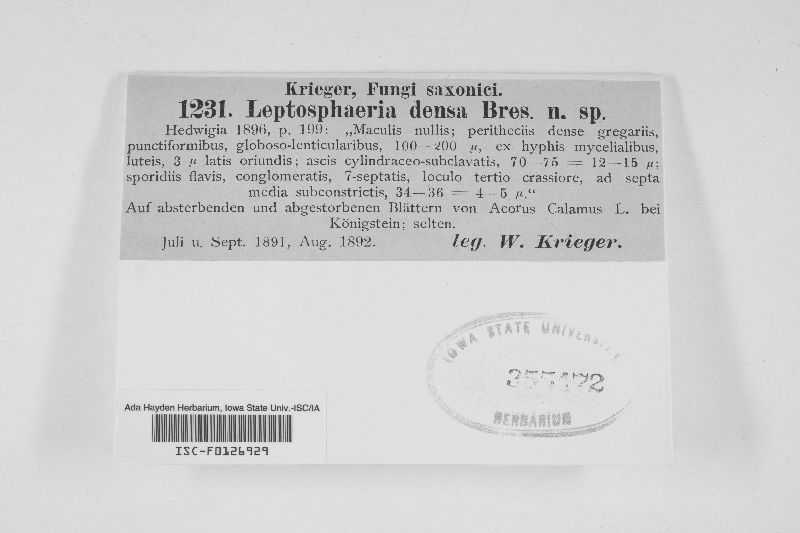 Krieger, Fungi saxonici.
1231. Leptosphaeria densa Bres. n. sp.
Hedwigia 1896, p. 199: „Maculis nullis; peritheciis dense gregariis,
punctiformibus, globoso-lenticularibus, 100—200 μ, ex hyphis mycelialibus,
luteis, 3 μ latis oriundis; ascis cylindraceo-subclavatis, 70—75 = 12—15 μ;
sporidiis flavis, conglomeratis, 7-septatis, loculo tertio crassiore, ad septa
media subconstrictis, 34—36 = 4—5 μ.“
Auf absterbenden und abgestorbenen Blättern von Acorus Calamus L. bei
Königstein; selten.
Juli u. Sept. 1891, Aug. 1892. leg. W. Krieger.
IOWA STATE UNIVERSITY
HERBARIUM
Ada Hayden Herbarium, Iowa State Univ.-ISC/IA
ISC-F0126929